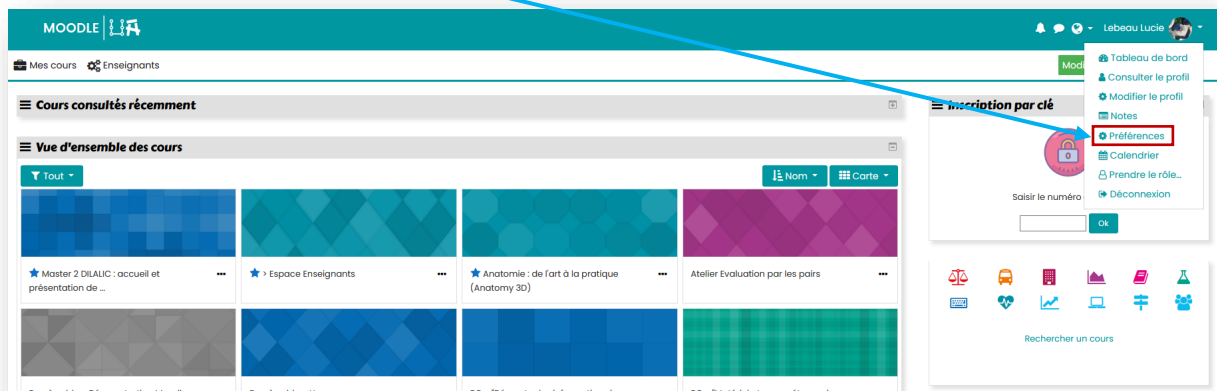 MOODLE
Lebeau Lucie
Mes cours Enseignants
Tableau de bord
Consulter le profil
Modifier le profil
Notes
Préférences
Calendrier
Prendre le rôle...
Déconnexion
Cours consultés récemment
Vue d'ensemble des cours
Tout
Nom
Carte
Master 2 DILALIC : accueil et
présentation de ...
> Espace Enseignants
Anatomie : de l'art à la pratique
(Anatomy 3D)
Atelier Evaluation par les pairs
Inscription par clé
0
Saisir le numéro
Ok
Rechercher un cours